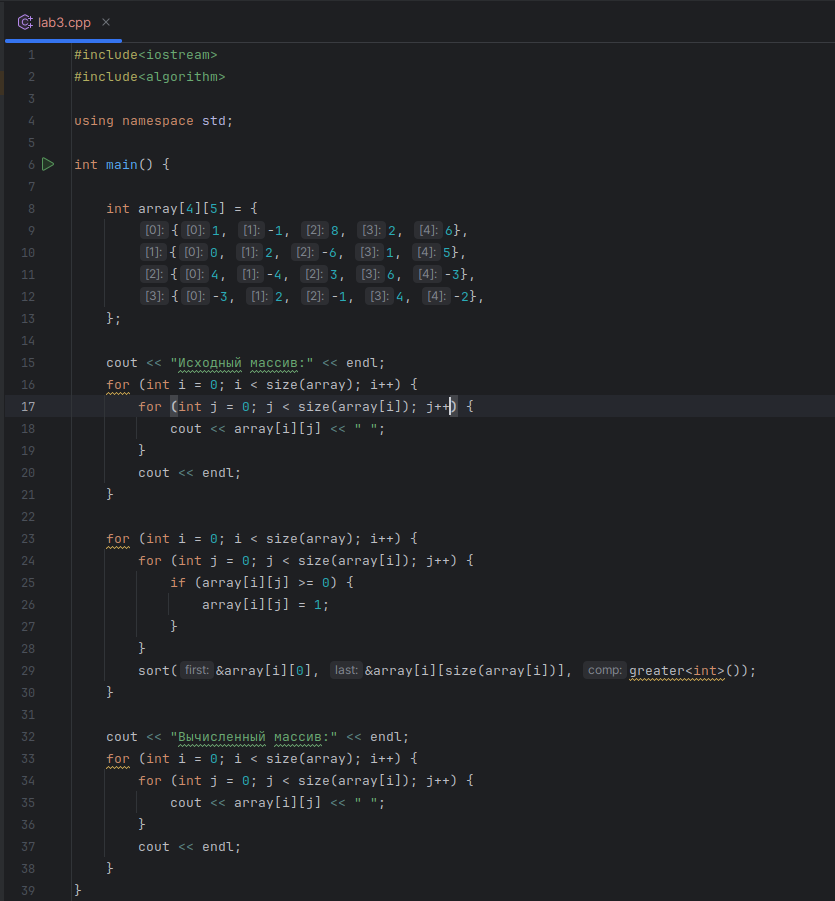 lab3.cpp ×
1 #include<iostream>
2 #include<algorithm>
3
4 using namespace std;
5
6 int main() {
7
8 int array[4][5] = {
9 [0]: {[0]: 1, [1]: -1, [2]: 8, [3]: 2, [4]: 6},
10 [1]: {[0]: 0, [1]: 2, [2]: -6, [3]: 1, [4]: 5},
11 [2]: {[0]: 4, [1]: -4, [2]: 3, [3]: 6, [4]: -3},
12 [3]: {[0]: -3, [1]: 2, [2]: -1, [3]: 4, [4]: -2},
13 };
14
15 cout << "Исходный массив:" << endl;
16 for (int i = 0; i < size(array); i++) {
17 for (int j = 0; j < size(array[i]); j++) {
18 cout << array[i][j] << " ";
19 }
20 cout << endl;
21 }
22
23 for (int i = 0; i < size(array); i++) {
24 for (int j = 0; j < size(array[i]); j++) {
25 if (array[i][j] >= 0) {
26 array[i][j] = 1;
27 }
28 }
29 sort(first: &array[i][0], last: &array[i][size(array[i])], comp: greater<int>());
30 }
31
32 cout << "Вычисленный массив:" << endl;
33 for (int i = 0; i < size(array); i++) {
34 for (int j = 0; j < size(array[i]); j++) {
35 cout << array[i][j] << " ";
36 }
37 cout << endl;
38 }
39 }